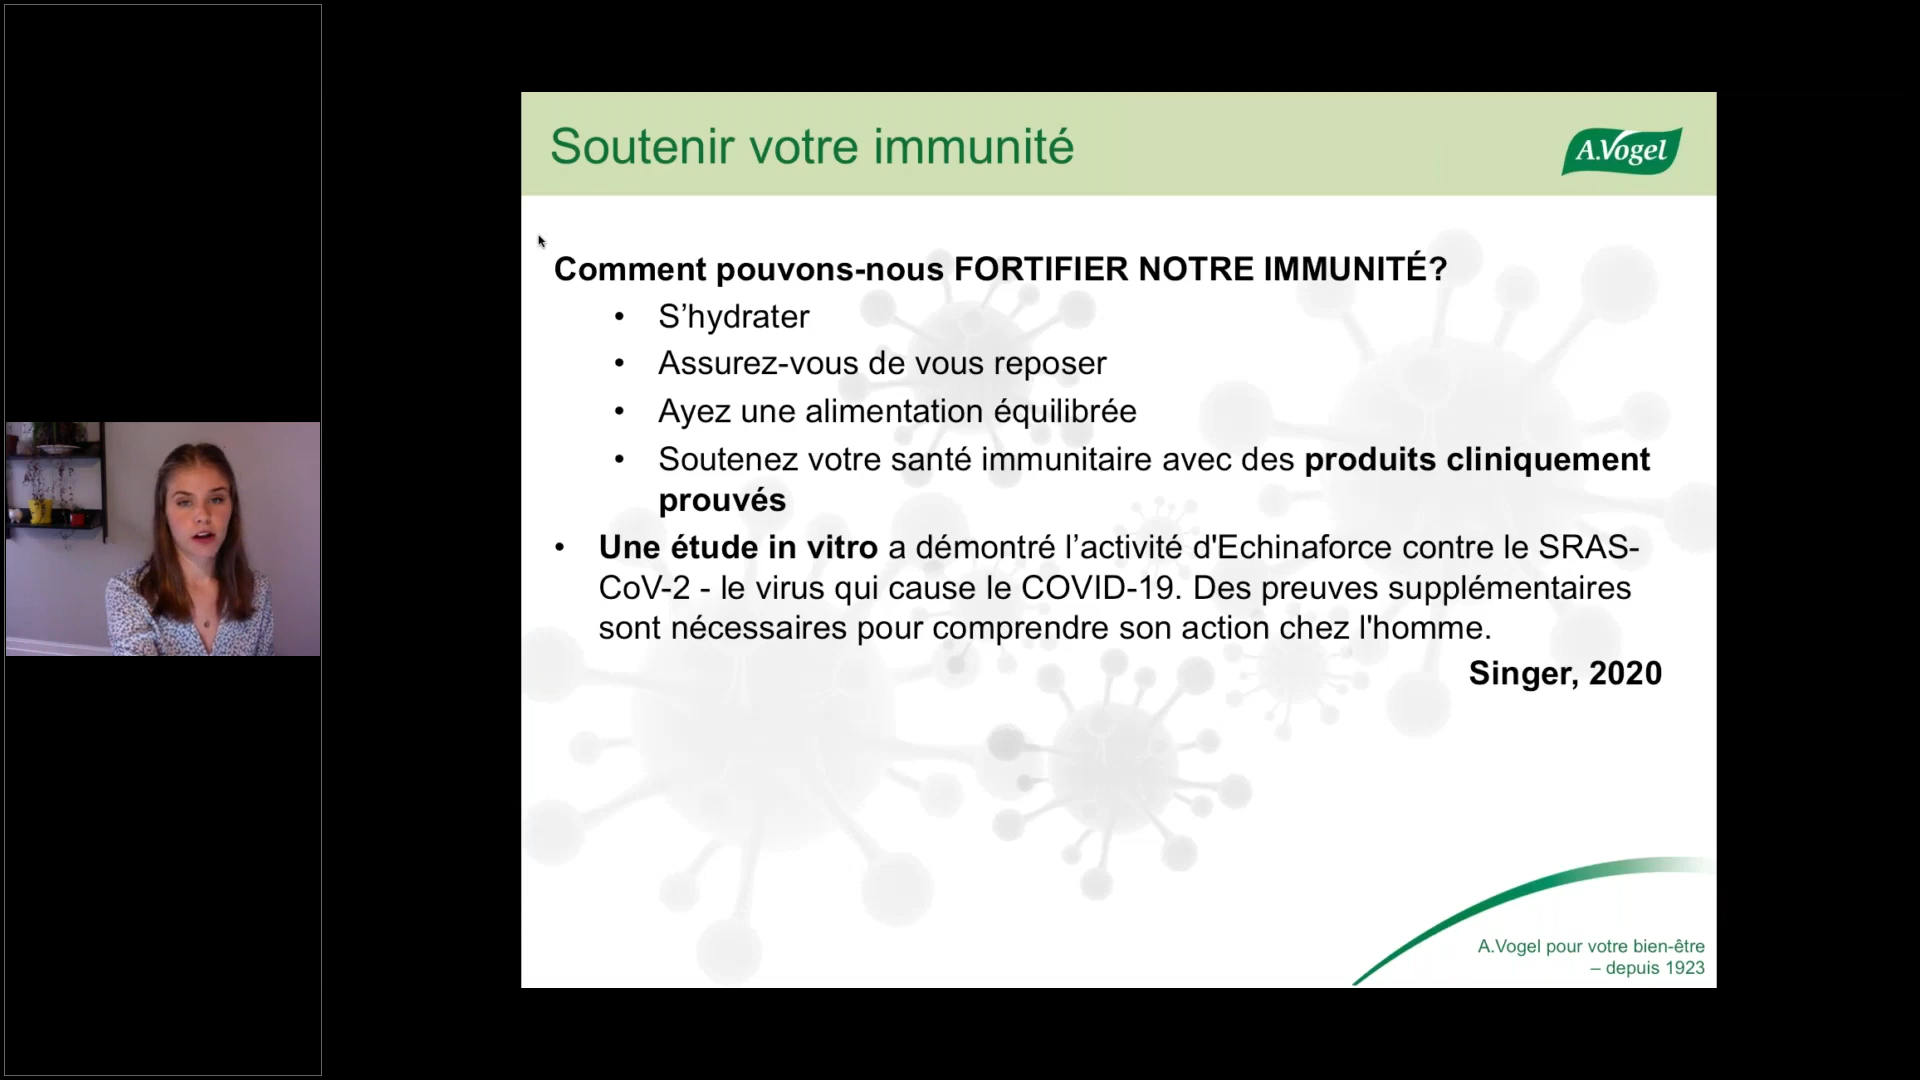 Soutenir votre immunité
A.Vogel
Comment pouvons-nous FORTIFIER NOTRE IMMUNITÉ?
• S’hydrater
• Assurez-vous de vous reposer
• Ayez une alimentation équilibrée
• Soutenez votre santé immunitaire avec des produits cliniquement
prouvés
• Une étude in vitro a démontré l’activité d'Echinaforce contre le SRAS-
CoV-2 - le virus qui cause le COVID-19. Des preuves supplémentaires
sont nécessaires pour comprendre son action chez l'homme.
Singer, 2020
A.Vogel pour votre bien-être
– depuis 1923